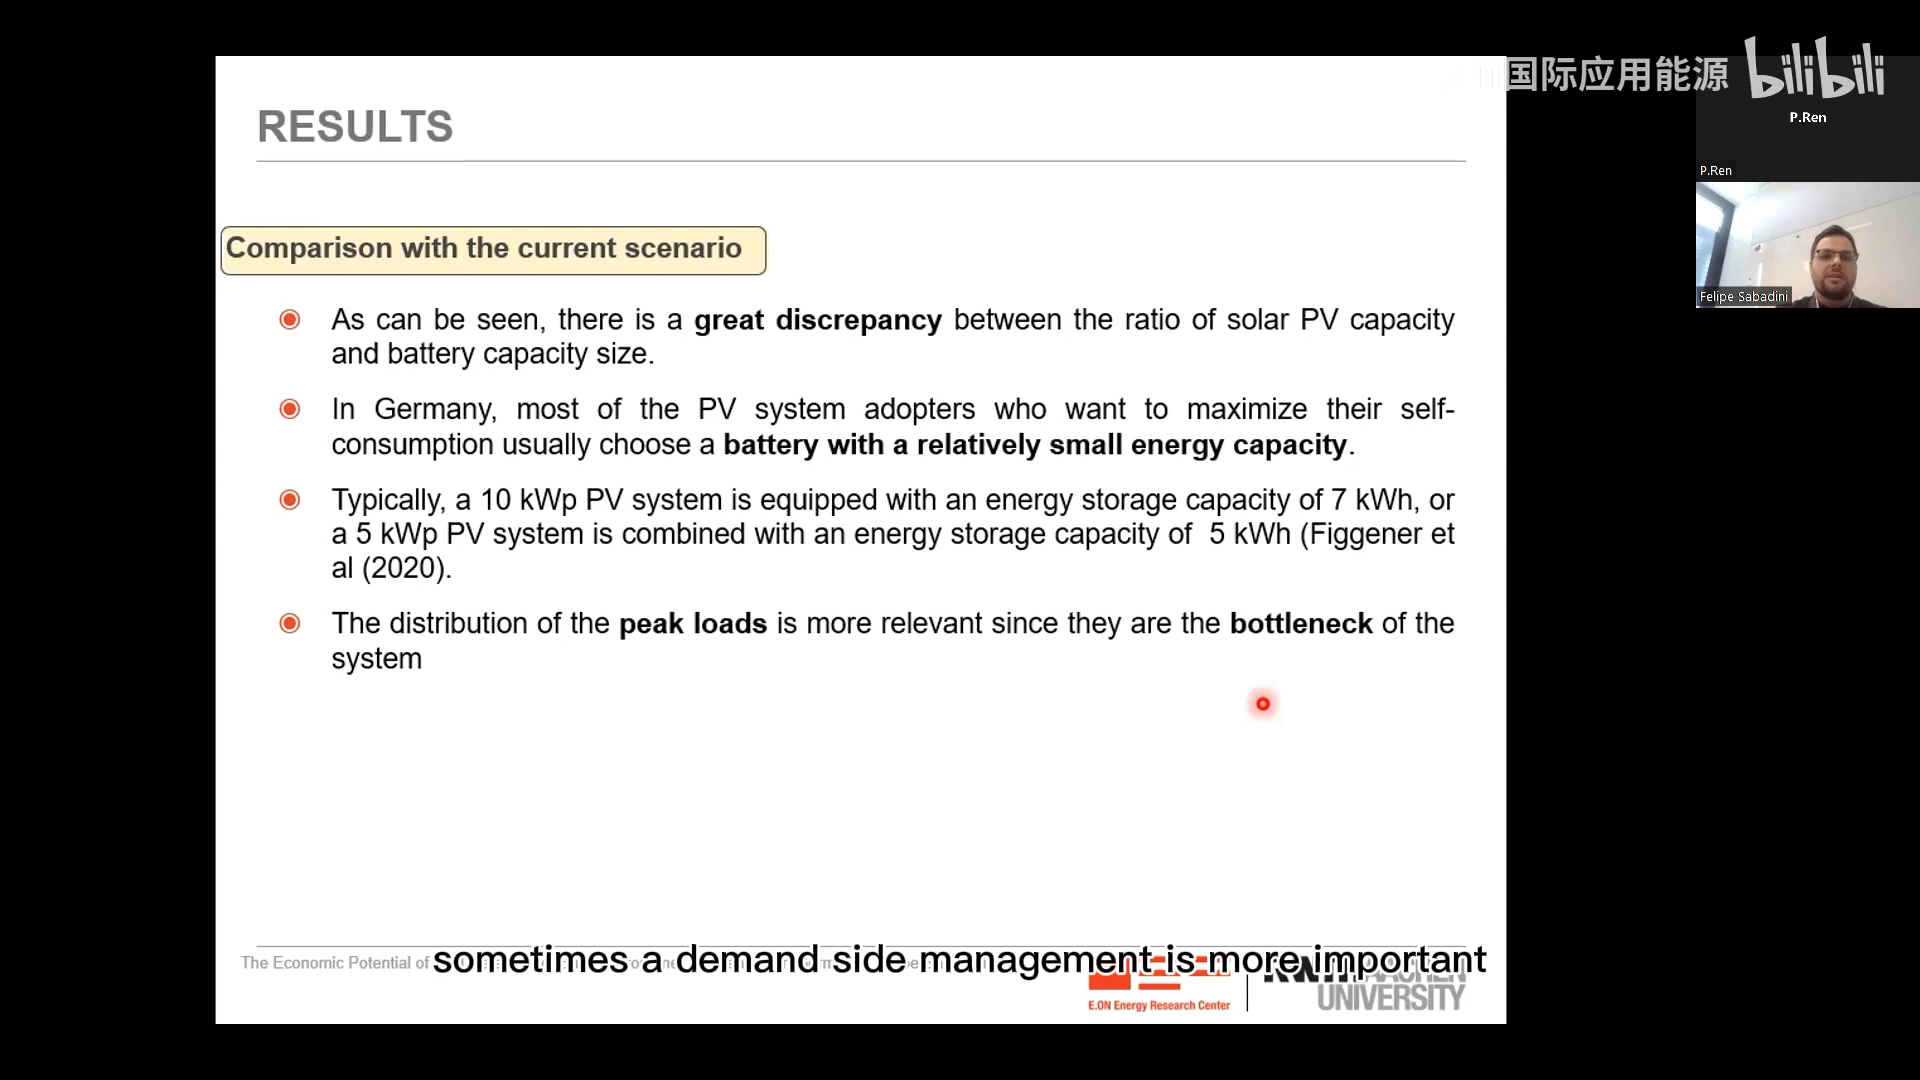 RESULTS
国际应用能源
bilibili
P.Ren
P.Ren
Felipe Sabadini
Comparison with the current scenario
As can be seen, there is a great discrepancy between the ratio of solar PV capacity
and battery capacity size.
In Germany, most of the PV system adopters who want to maximize their self-
consumption usually choose a battery with a relatively small energy capacity.
Typically, a 10 kWp PV system is equipped with an energy storage capacity of 7 kWh, or
a 5 kWp PV system is combined with an energy storage capacity of 5 kWh (Figgener et
al (2020).
The distribution of the peak loads is more relevant since they are the bottleneck of the
system
The Economic Potential of
sometimes a demand side management is more important
E.ON Energy Research Center
UNIVERSITY